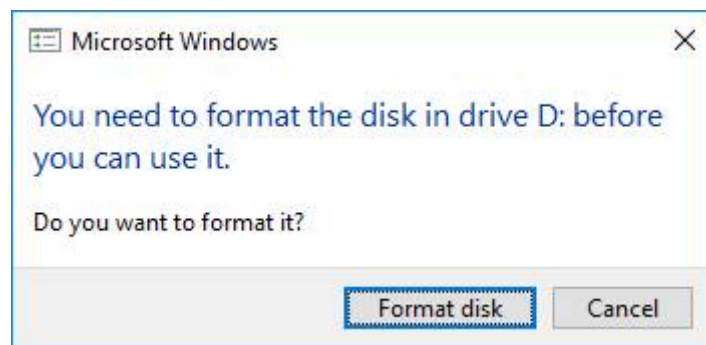 Microsoft Windows
You need to format the disk in drive D: before
you can use it.
Do you want to format it?
Format disk
Cancel